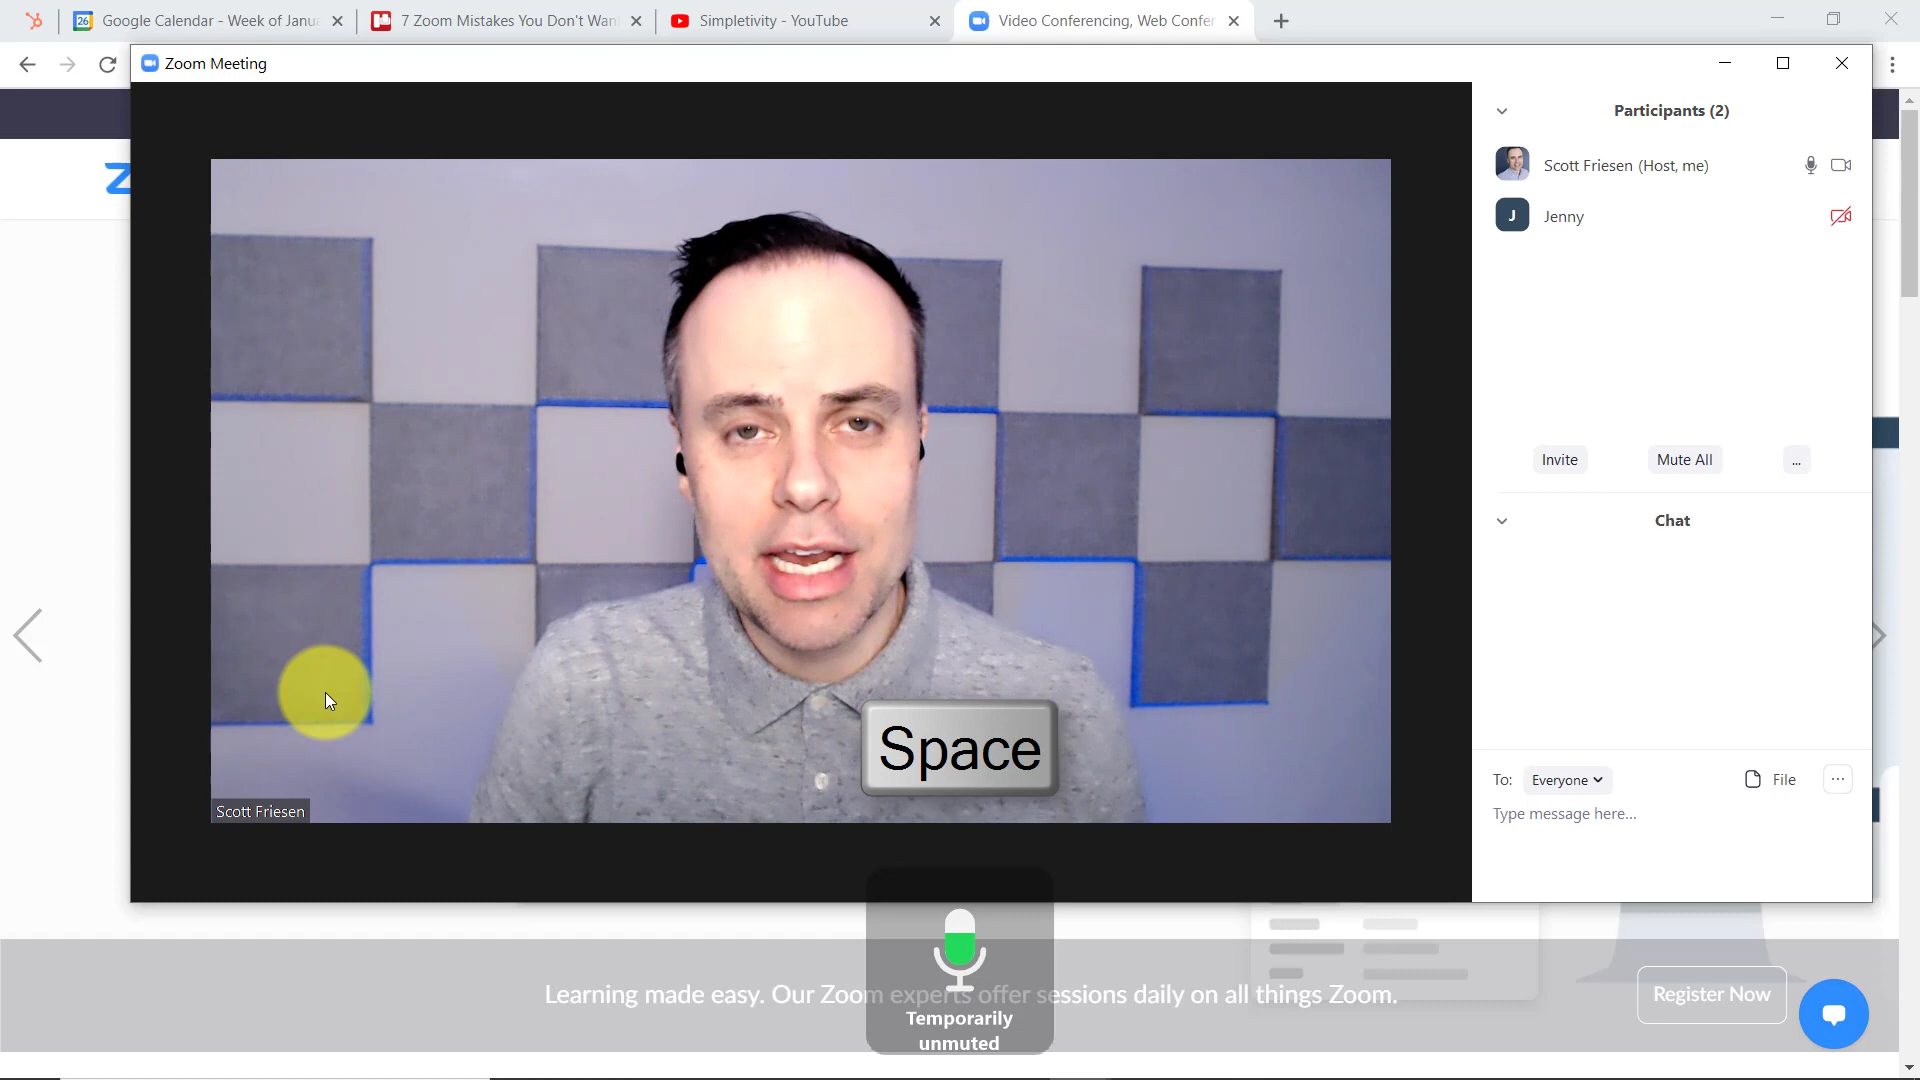 Google Calendar - Week of Janu
7 Zoom Mistakes You Don't Wan
Simpletivity - YouTube
Video Conferencing, Web Confer
Zoom Meeting
Participants (2)
Scott Friesen (Host, me)
J
Jenny
Invite
Mute All
...
Chat
Space
Scott Friesen
To:
Everyone
File
Type message here...
Learning made easy. Our Zoom experts offer sessions daily on all things Zoom.
Register Now
Temporarily
unmuted
26